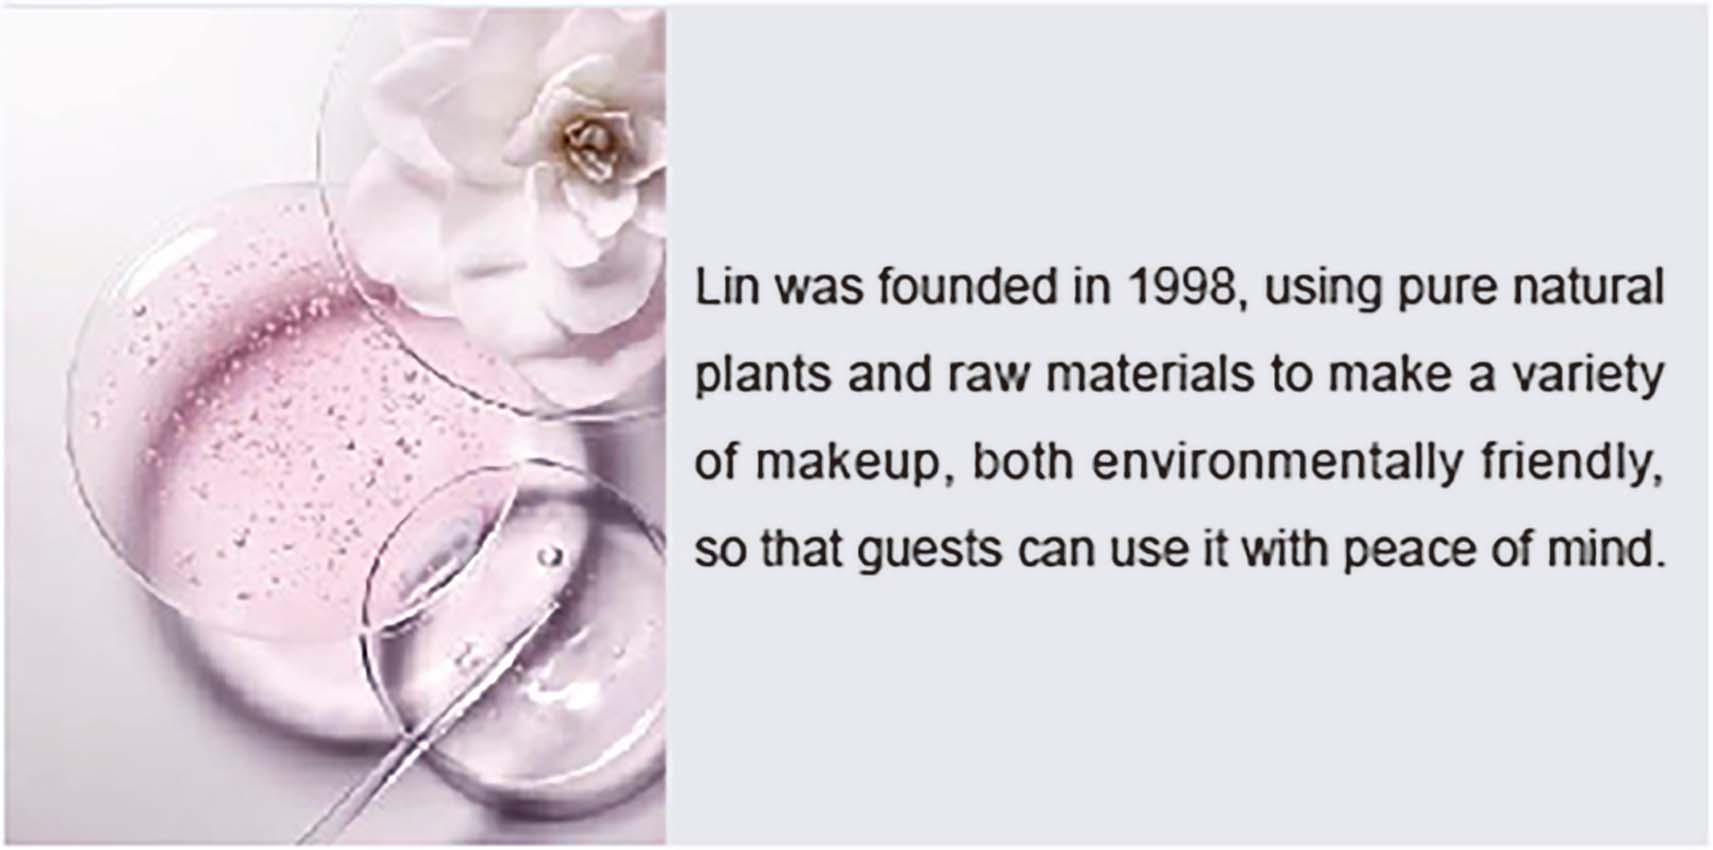 Lin was founded in 1998, using pure natural
plants and raw materials to make a variety
of makeup, both environmentally friendly,
so that guests can use it with peace of mind.